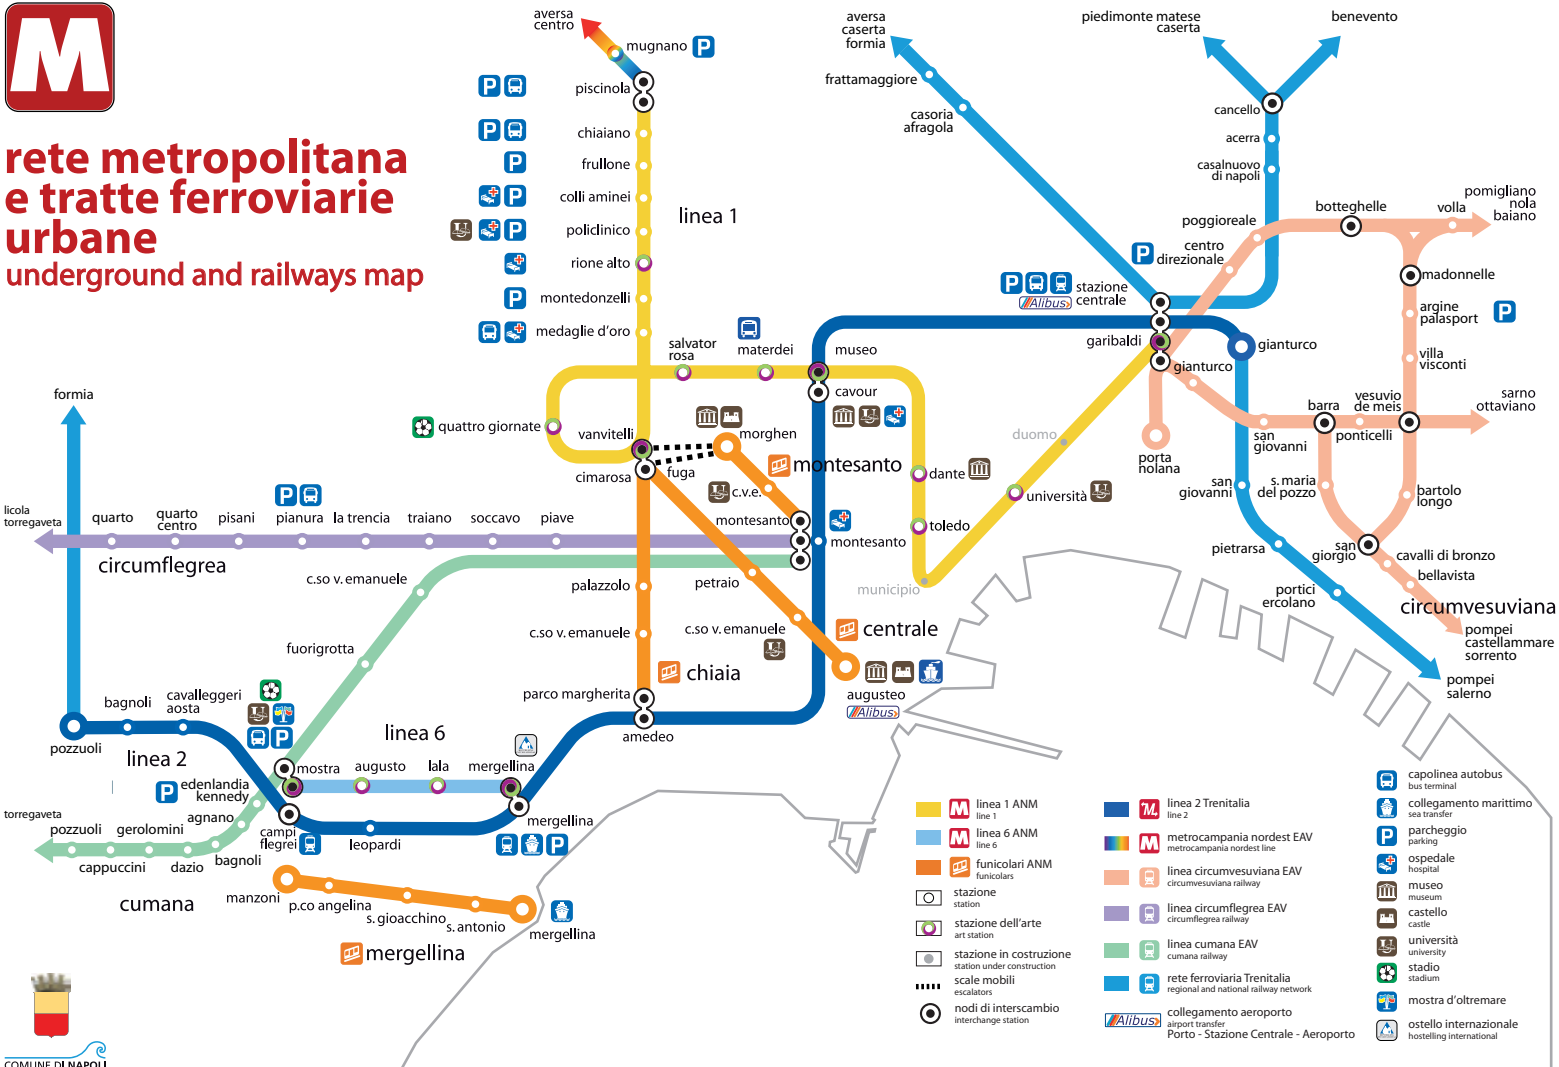 M
rete metropolitana
e tratte ferroviarie
urbane
underground and railways map
aversa
centro
mugnano
P
piscinola
P
chiaiano
P
frullone
P
colli aminei
P
policlinico
P
rione alto
montedonzelli
P
medaglie d'oro
linea 1
salvator
rosa
materdei
museo
cavour
quattro giornate
vanvitelli
cimarosa
fuga
morghen
montesanto
c.v.e.
montesanto
montesanto
dante
toledo
università
duomo
municipio
aversa
caserta
formia
frattamaggiore
casoria
afragola
piedimonte matese
caserta
benevento
cancello
acerra
casalnuovo
di napoli
poggioreale
centro
direzionale
P
botteghelle
volla
pomigliano
nola
baiano
madonnelle
argine
palasport
P
villa
visconti
P
stazione
centrale
Alibus
garibaldi
gianturco
gianturco
porta
nolana
san
giovanni
barra
ponticelli
vesuvio
de meis
sarno
ottaviano
san
giovanni
s. maria
del pozzo
bartolo
longo
pietrarsa
san
giorgio
cavalli di bronzo
bellavista
portici
ercolano
circumvesuviana
pompei
castellammare
sorrento
pompei
salerno
formia
licola
torregaveta
quarto
quarto
centro
pisani
P
pianura
la trencia
traiano
soccavo
piave
circumflegrea
c.so v. emanuele
fuorigrotta
palazzolo
c.so v. emanuele
petraio
c.so v. emanuele
centrale
chiaia
augusteo
Alibus
parco margherita
amedeo
pozzuoli
bagnoli
cavalleggeri
aosta
P
linea 2
linea 6
mostra
augusto
lala
mergellina
P
edenlandia
kennedy
agnano
campi
flegrei
leopardi
mergellina
P
torregaveta
pozzuoli
cappuccini
gerolomini
dazio
bagnoli
cumana
manzoni
p.co angelina
s. gioacchino
s. antonio
mergellina
mergellina
COMUNE DI NAPOLI
M
linea 1 ANM
line 1
M
linea 6 ANM
line 6
funicolari ANM
funicolars
stazione
station
stazione dell'arte
art station
stazione in costruzione
station under construction
scale mobili
escalators
nodi di interscambio
interchange station
M
linea 2 Trenitalia
line 2
M
metrocampania nordest EAV
metrocampania nordest line
linea circumvesuviana EAV
circumvesuviana railway
linea circumflegrea EAV
circumflegrea railway
linea cumana EAV
cumana railway
rete ferroviaria Trenitalia
regional and national railway network
Alibus
collegamento aeroporto
airport transfer
Porto - Stazione Centrale - Aeroporto
capolinea autobus
bus terminal
collegamento marittimo
sea transfer
P
parcheggio
parking
ospedale
hospital
museo
museum
castello
castle
università
university
stadio
stadium
mostra d'oltremare
ostello internazionale
hostelling international